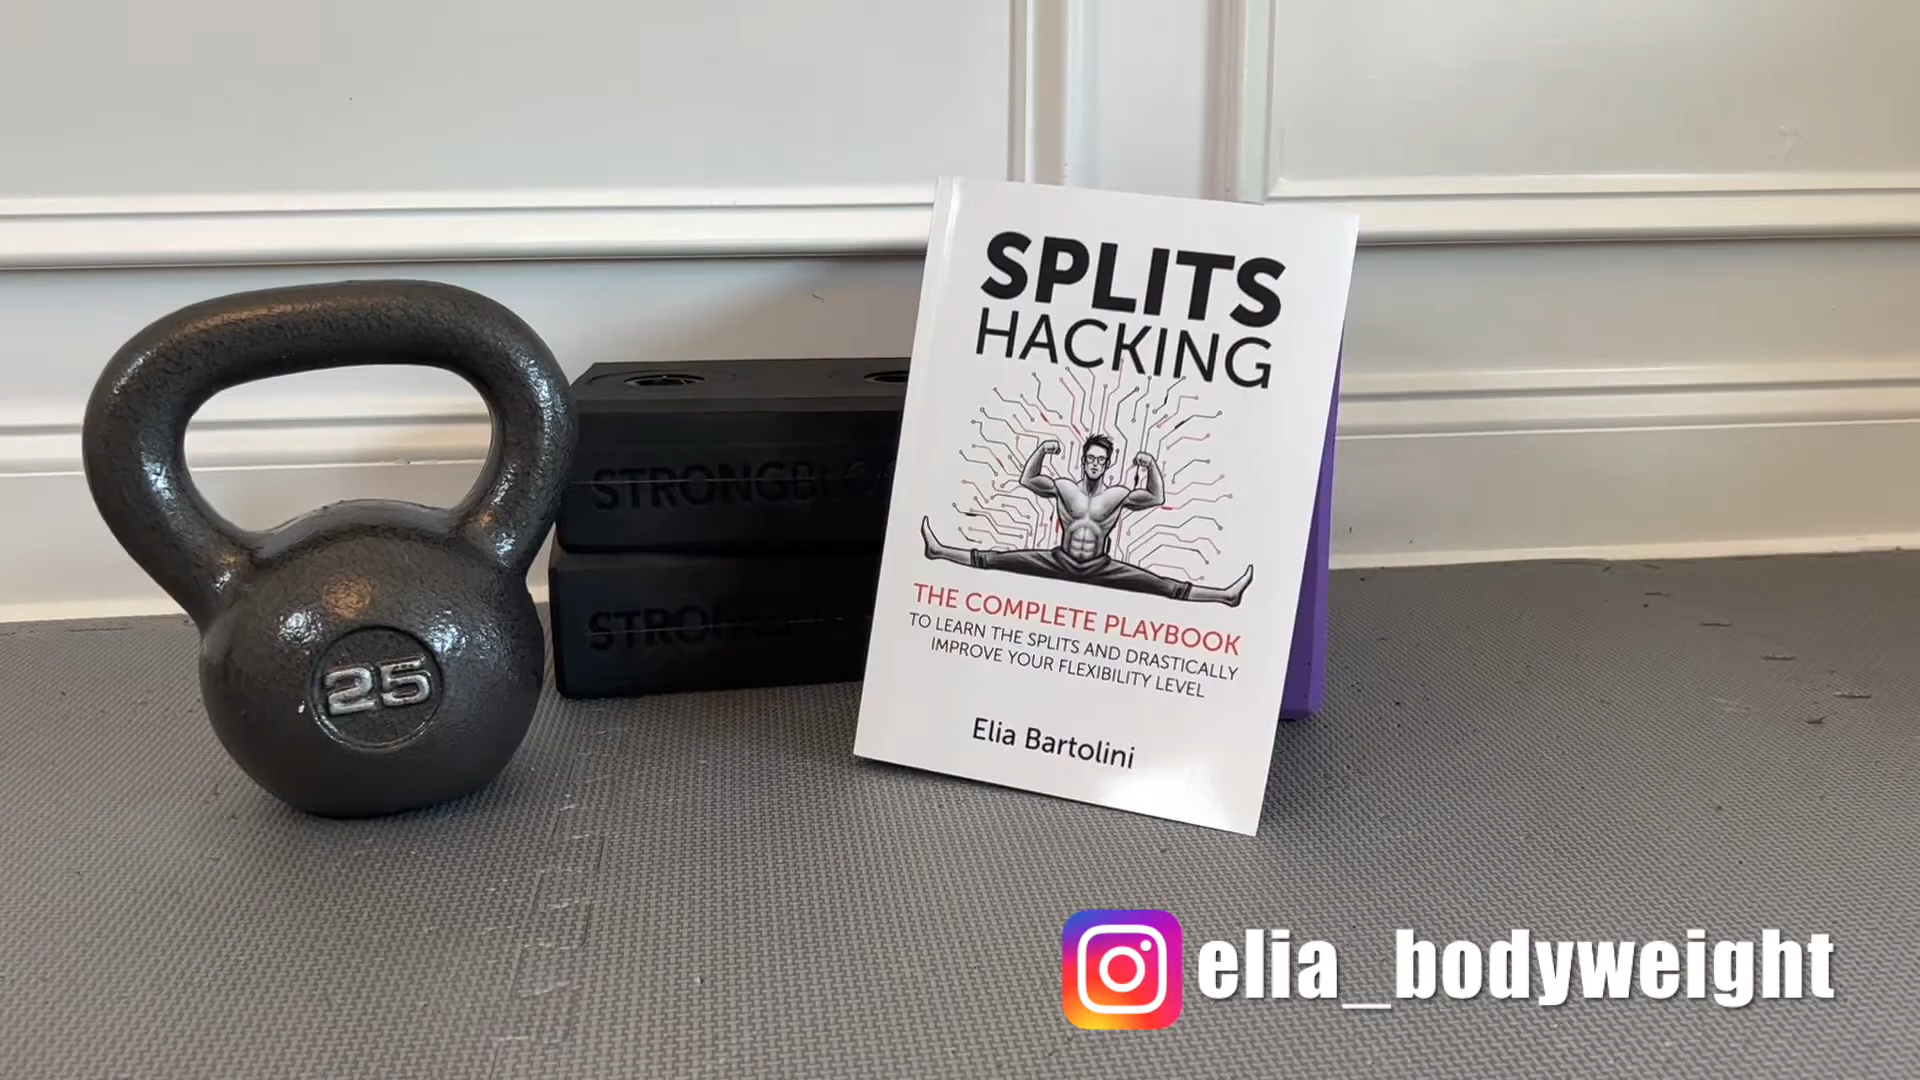 SPLITS
HACKING
THE COMPLETE PLAYBOOK
TO LEARN THE SPLITS AND DRASTICALLY
IMPROVE YOUR FLEXIBILITY LEVEL
Elia Bartolini
25
elia_bodyweight